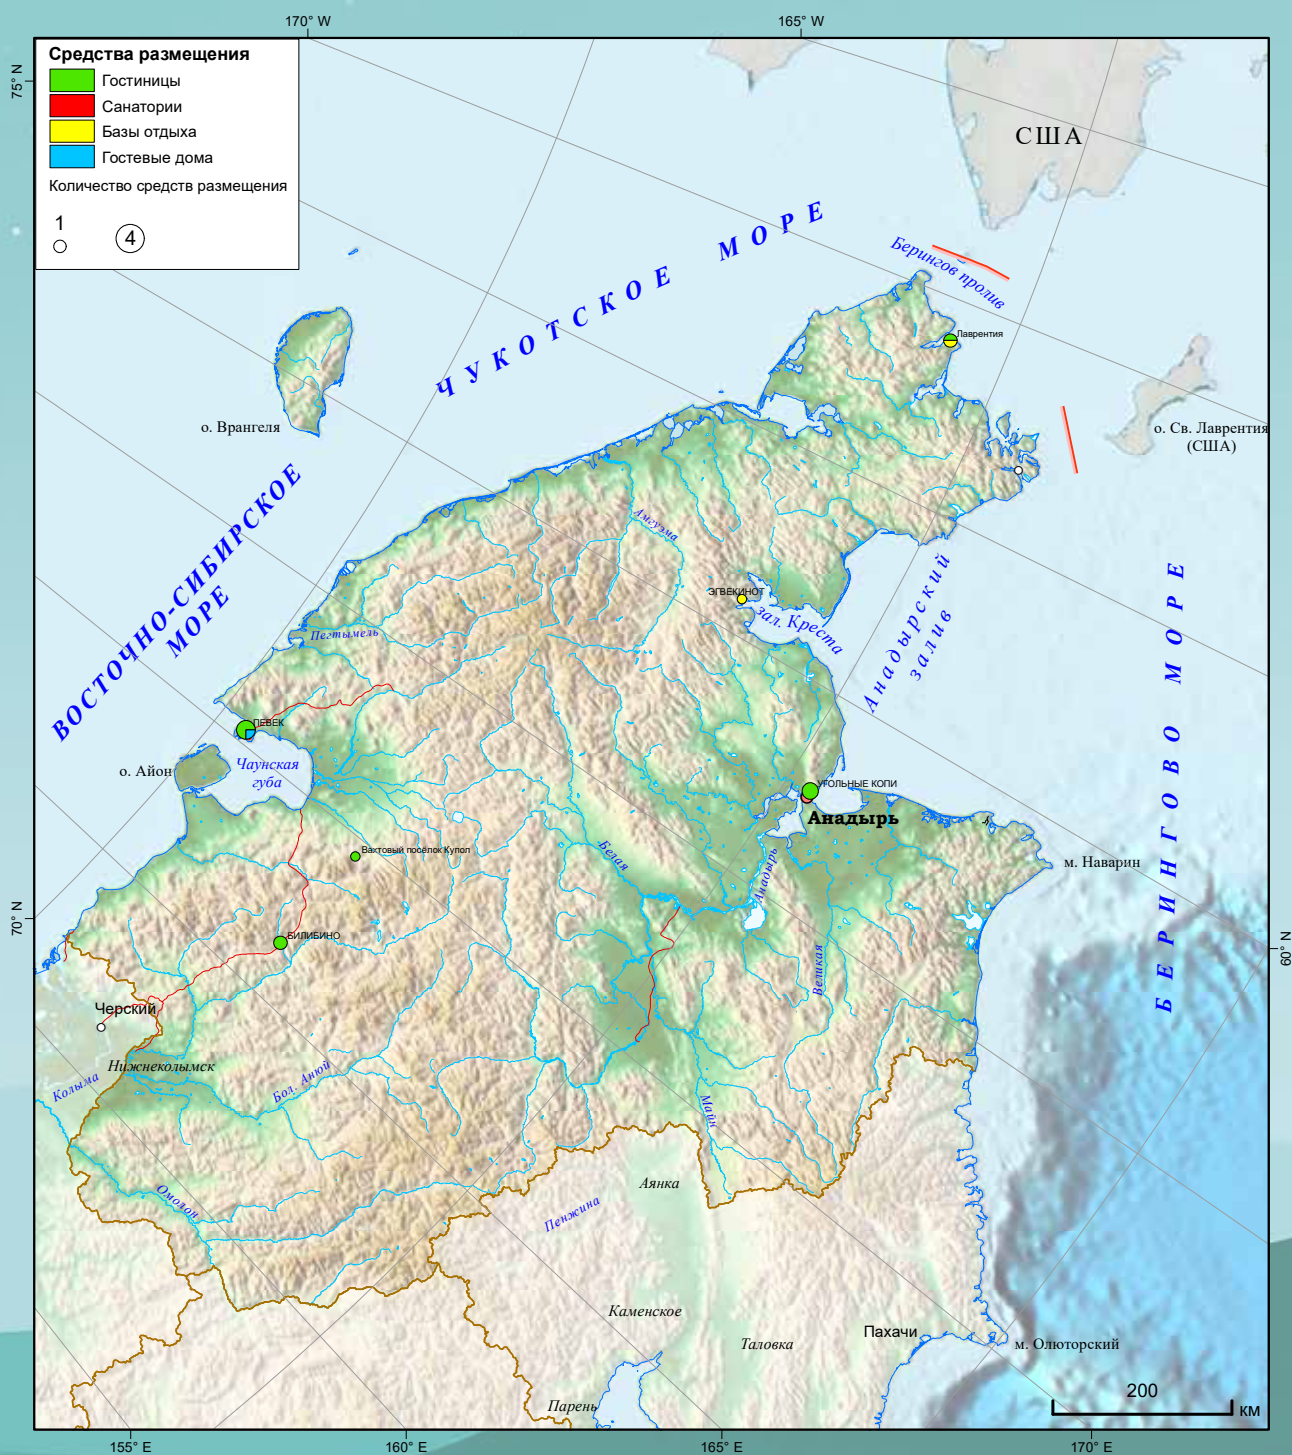 170° W
165° W
75° N
Средства размещения
Гостиницы
Санатории
Базы отдыха
Гостевые дома
Количество средств размещения
1
4
США
ЧУКОТСКОЕ МОРЕ
Берингов пролив
Лаврентия
о. Врангеля
о. Св. Лаврентия
(США)
ВОСТОЧНО-СИБИРСКОЕ
МОРЕ
Амгуэма
ЭГВЕКИНОТ
зал. Креста
Анадырский
залив
БЕРИНГОВО МОРЕ
Пегтымель
ПЕВЕК
о. Айон
Чаунская
губа
УГОЛЬНЫЕ КОПИ
Анадырь
Вахтовый посёлок Купол
Белая
Анадырь
м. Наварин
70° N
БИЛИБИНО
Великая
60° N
Черский
Нижнеколымск
Колыма
Бол. Анюй
Майн
Омолон
Аянка
Пенжина
Каменское
Таловка
Пахачи
м. Олюторский
Парень
200
км
155° E
160° E
165° E
170° E